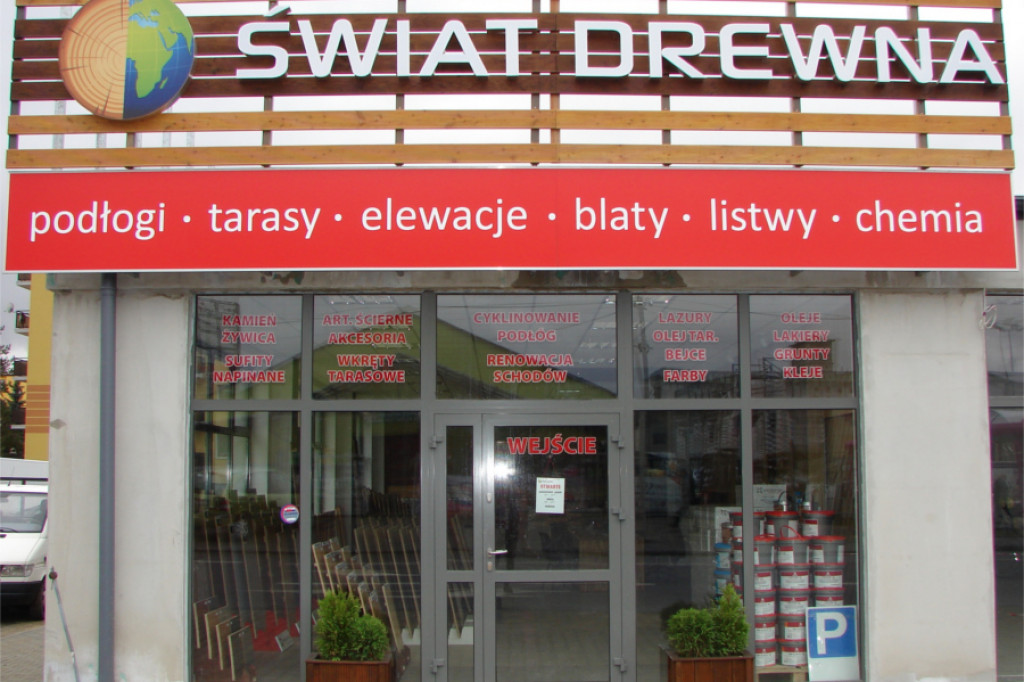 ŚWIAT DREWNA
podłogi · tarasy · elewacje · blaty · listwy · chemia
KAMIEN
ŻYWICA
SUFITY
NAPINANE
ART. ŚCIERNE
AKCESORIA
WKRĘTY
TARASOWE
CYKLINOWANIE
PODŁÓG
RENOWACJA
SCHODÓW
LAZURY
OLEJ TAR.
BEJCE
FARBY
OLEJE
LAKIERY
GRUNTY
KLEJE
WEJŚCIE
P